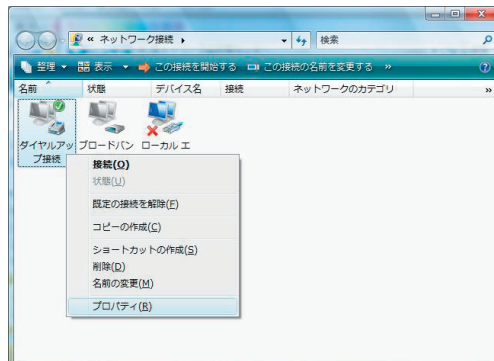 « ネットワーク接続
検索
整理 表示 この接続を開始する この接続の名前を変更する »
名前 状態 デバイス名 接続 ネットワークのカテゴリ »
ダイヤルアップ接続
ブロードバン
ローカル エ
接続(O)
状態(U)
既定の接続を解除(F)
コピーの作成(C)
ショートカットの作成(S)
削除(D)
名前の変更(M)
プロパティ(R)